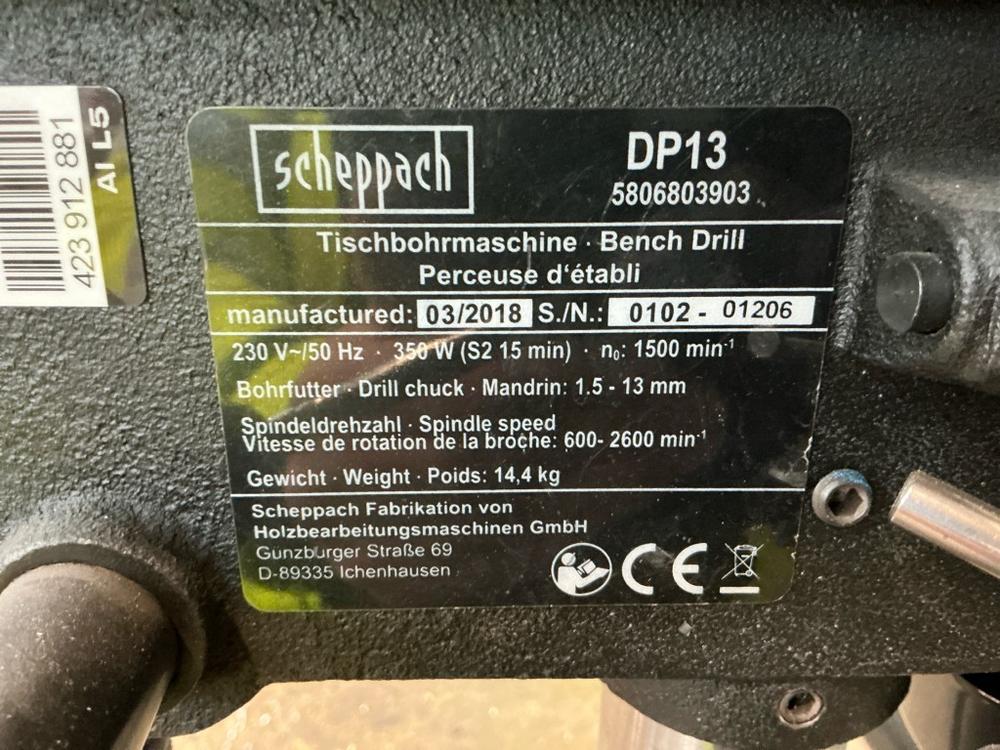 423 912 881
AI L5
scheppach
DP13
5806803903
Tischbohrmaschine · Bench Drill
Perceuse d‘établi
manufactured: 03/2018 S./N.: 0102 - 01206
230 V~/50 Hz · 350 W (S2 15 min) · n₀: 1500 min⁻¹
Bohrfutter · Drill chuck · Mandrin: 1.5 - 13 mm
Spindeldrehzahl · Spindle speed
Vitesse de rotation de la broche: 600- 2600 min⁻¹
Gewicht · Weight · Poids: 14,4 kg
Scheppach Fabrikation von
Holzbearbeitungsmaschinen GmbH
Günzburger Straße 69
D-89335 Ichenhausen
CE